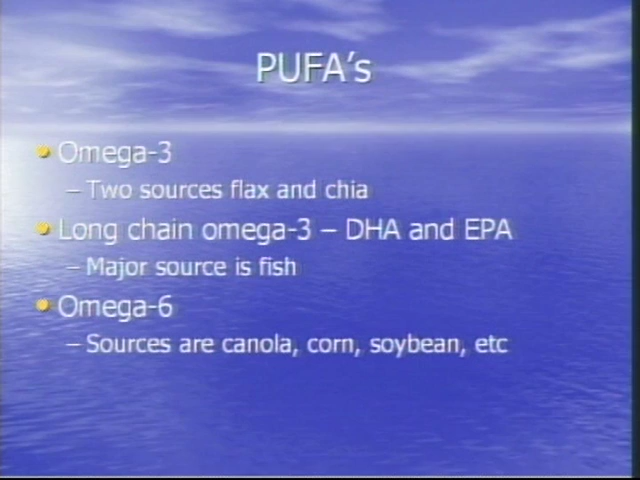 PUFA's
Omega-3
– Two sources flax and chia
Long chain omega-3 – DHA and EPA
– Major source is fish
Omega-6
– Sources are canola, corn, soybean, etc